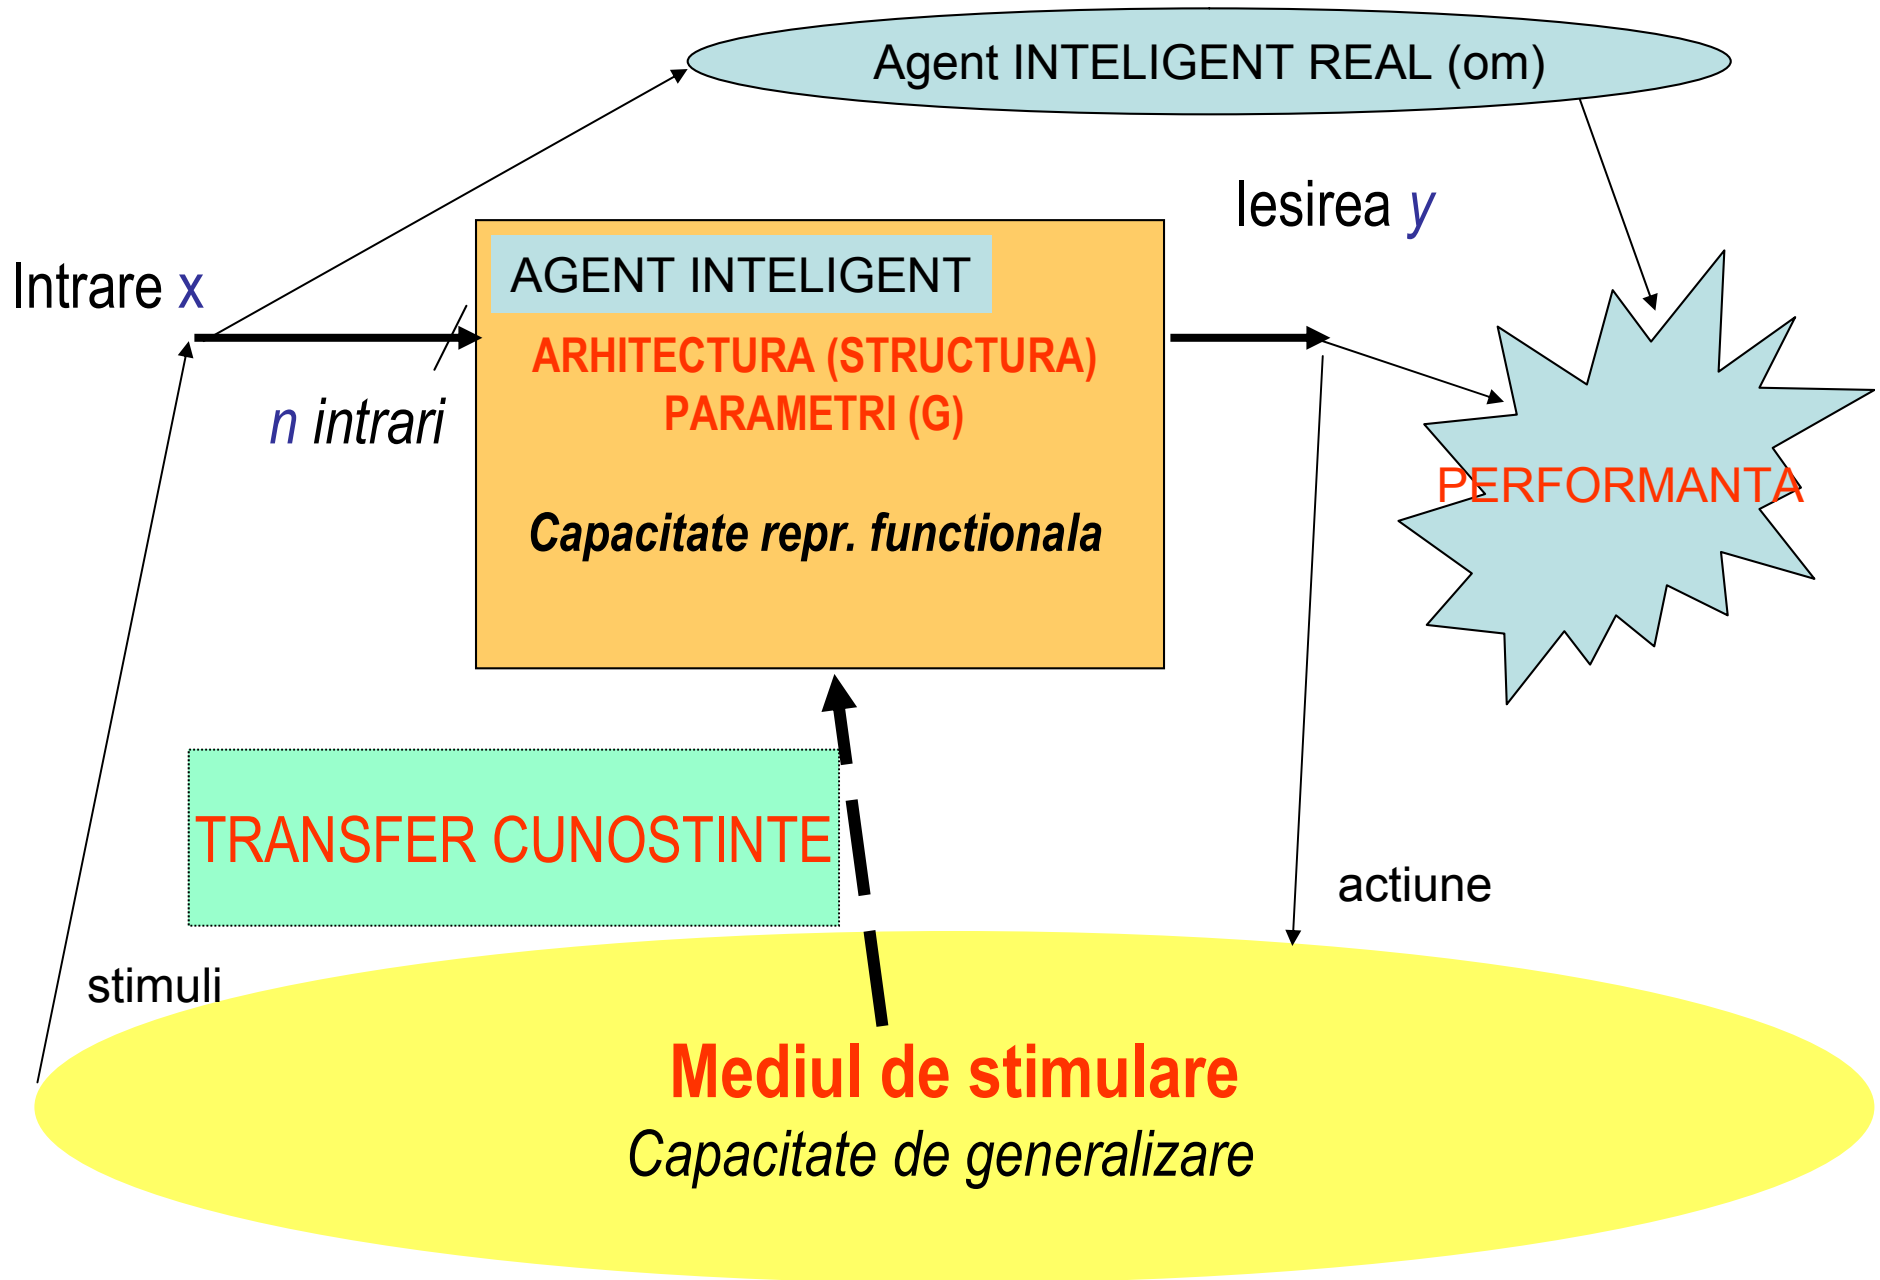 Agent INTELIGENT REAL (om)
Iesirea y
Intrare x
AGENT INTELIGENT
ARHITECTURA (STRUCTURA)
PARAMETRI (G)
n intrari
PERFORMANTA
Capacitate repr. functionala
TRANSFER CUNOSTINTE
actiune
stimuli
Mediul de stimulare
Capacitate de generalizare